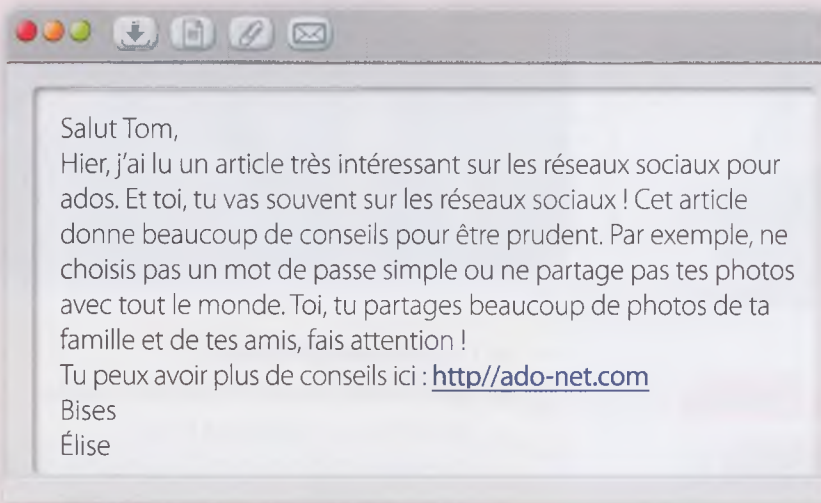 Salut Tom,
Hier, j'ai lu un article très intéressant sur les réseaux sociaux pour
ados. Et toi, tu vas souvent sur les réseaux sociaux ! Cet article
donne beaucoup de conseils pour être prudent. Par exemple, ne
choisis pas un mot de passe simple ou ne partage pas tes photos
avec tout le monde. Toi, tu partages beaucoup de photos de ta
famille et de tes amis, fais attention !
Tu peux avoir plus de conseils ici : http//ado-net.com
Bises
Élise